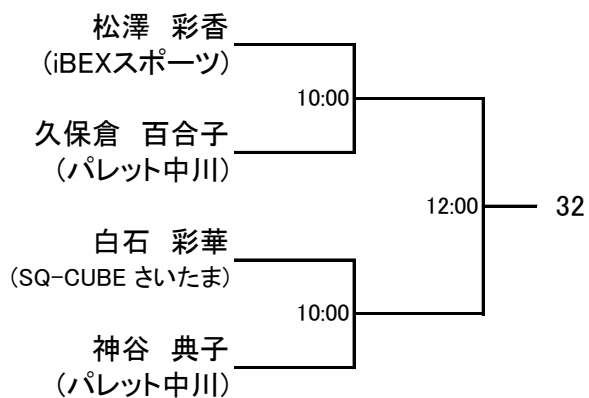 松澤　彩香
(iBEXスポーツ)
10:00
久保倉　百合子
(パレット中川)
12:00
32
白石　彩華
(SQ-CUBE さいたま)
10:00
神谷　典子
(パレット中川)